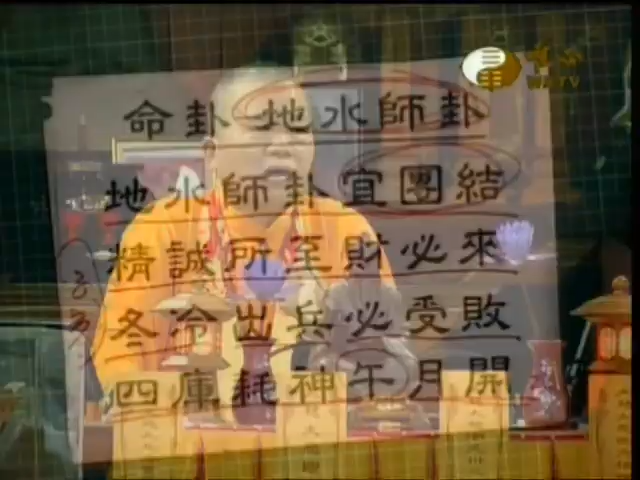 命卦 地水師卦
地水師卦宜團結
精誠所至財必來
冬冷出兵必受敗
四庫耗神午月開